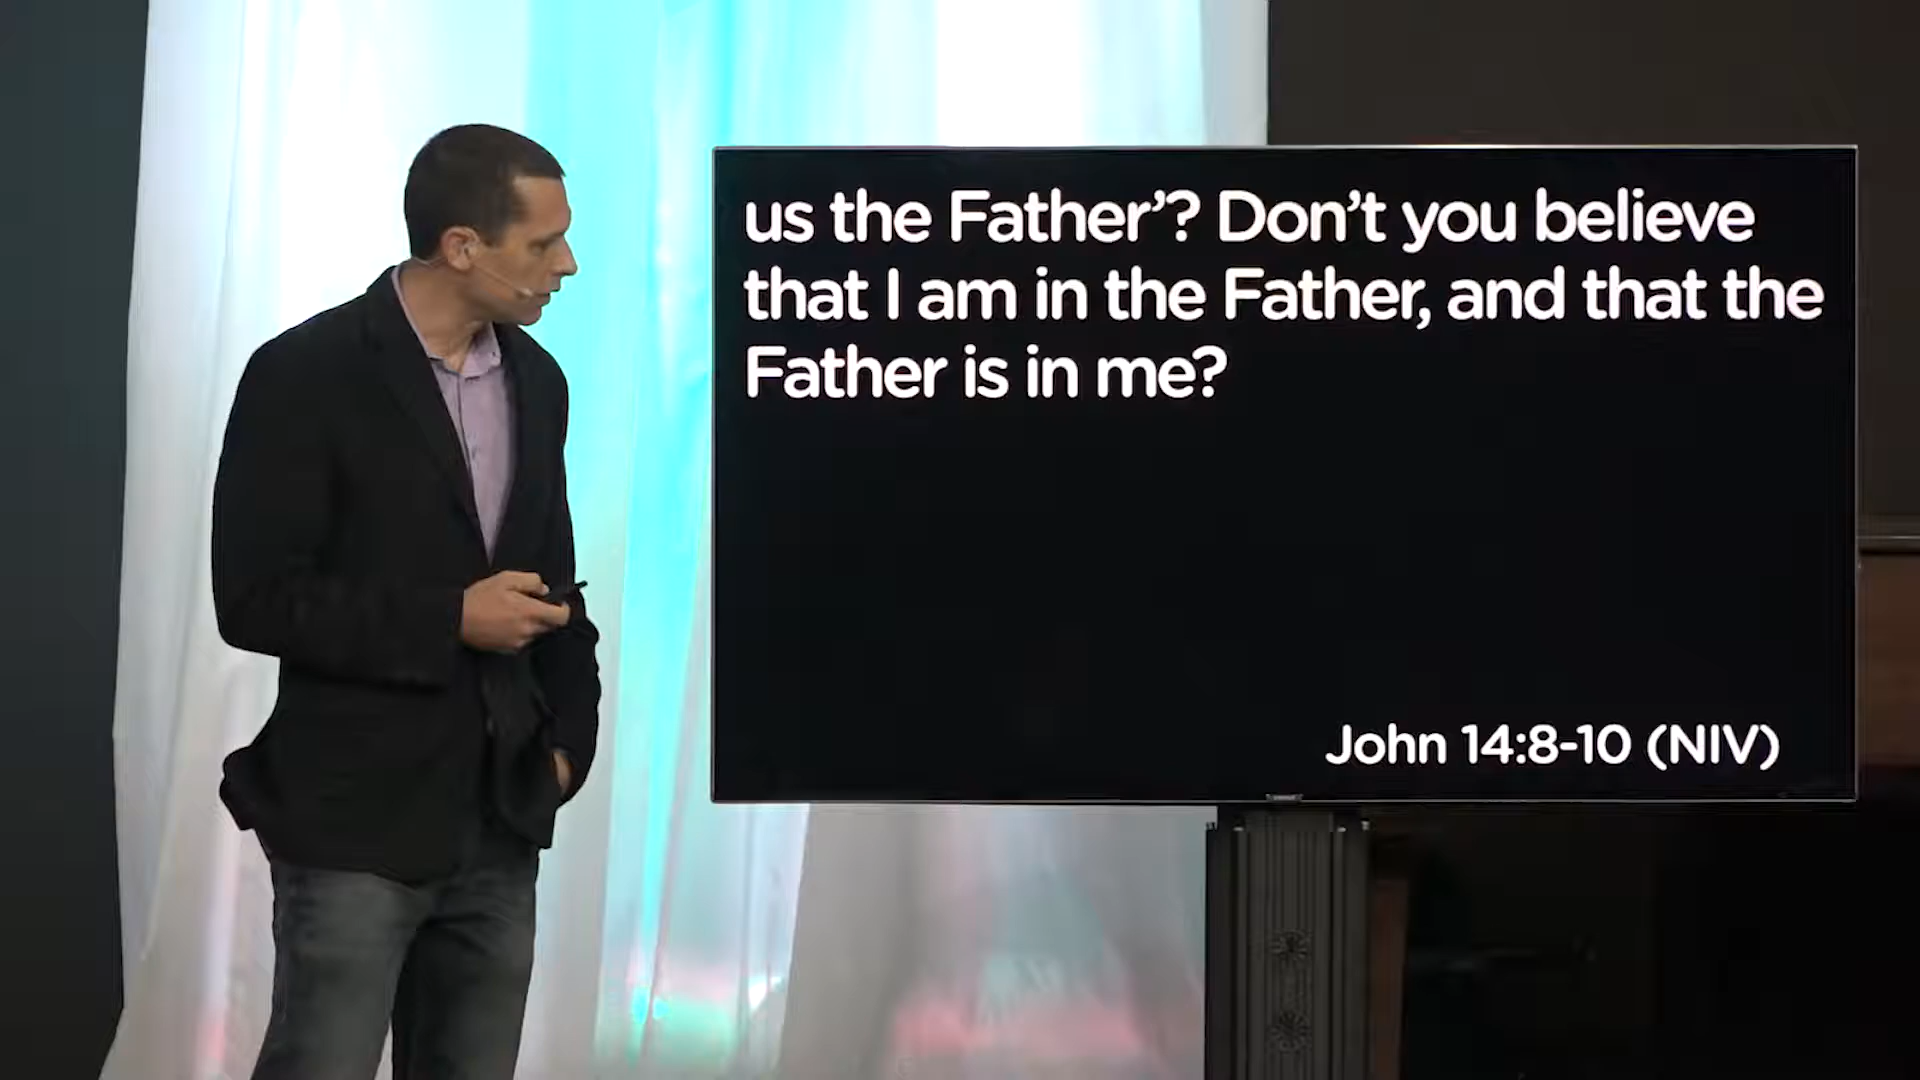 us the Father’? Don’t you believe
that I am in the Father, and that the
Father is in me?
John 14:8-10 (NIV)